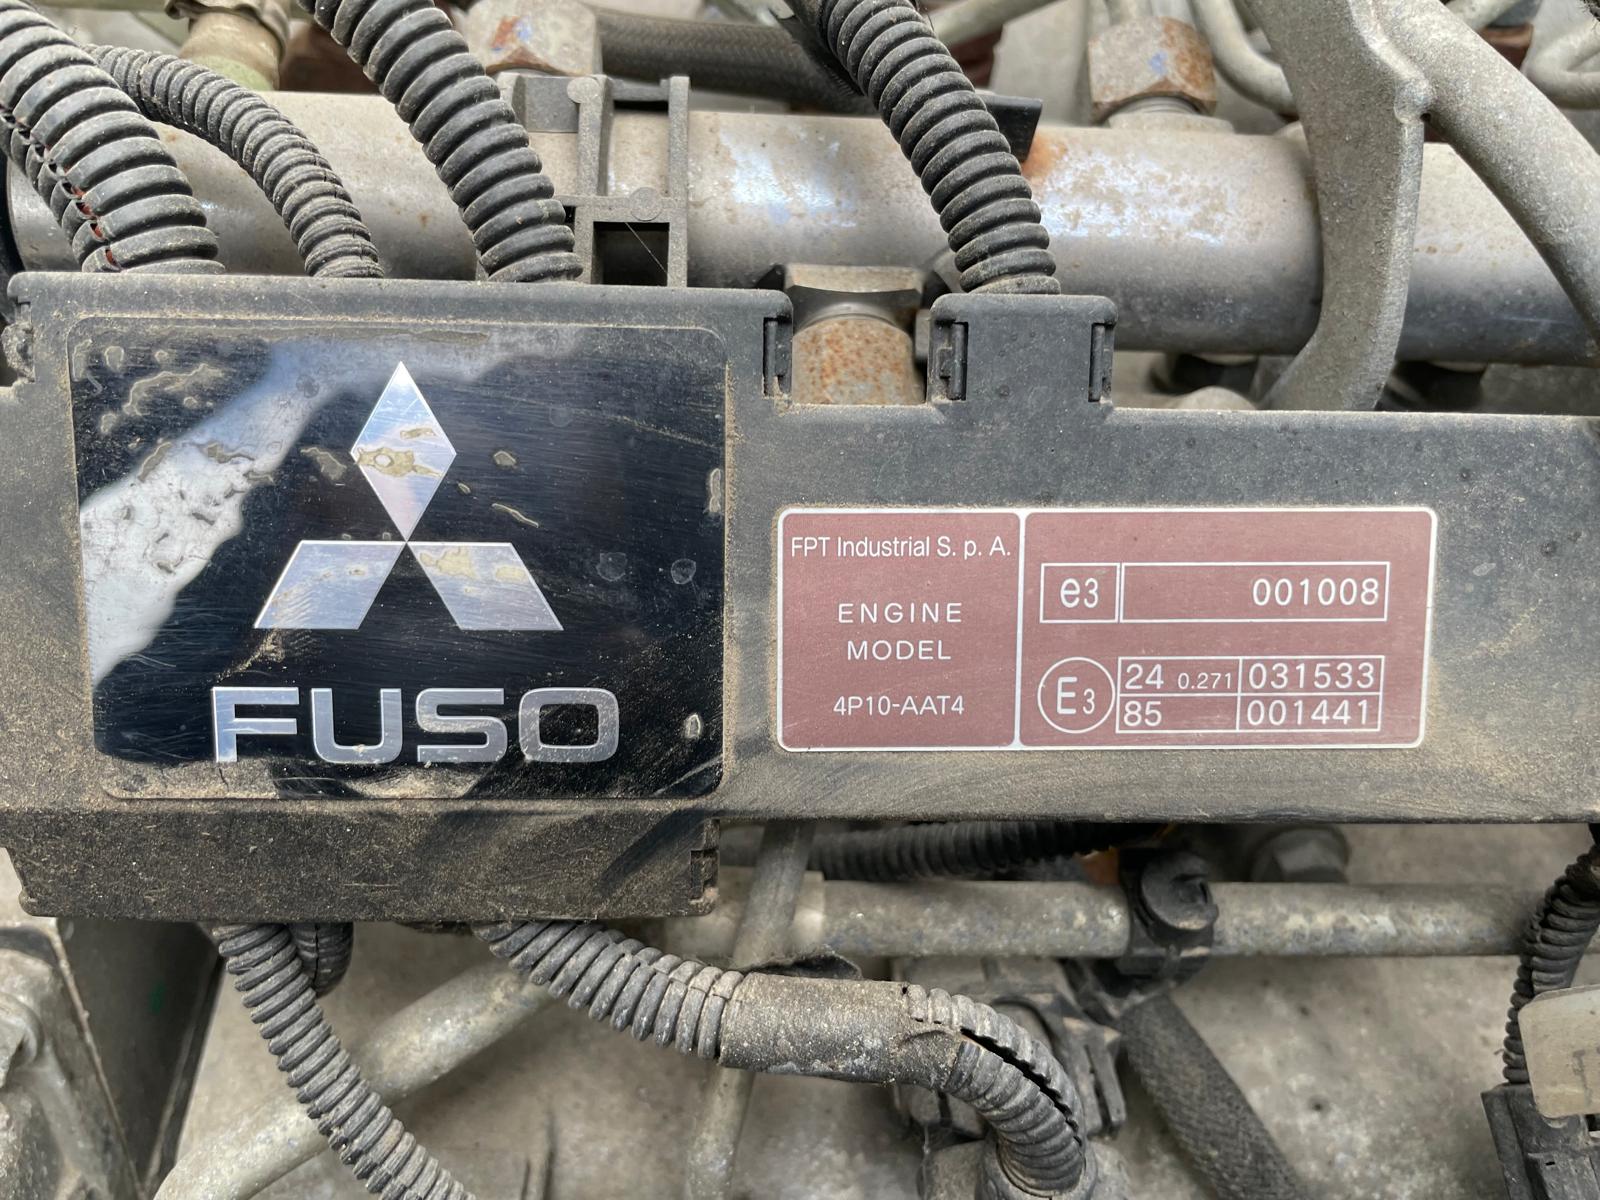 FUSO
FPT Industrial S. p. A.
ENGINE
MODEL
4P10-AAT4
e3 001008
E3
24 0.271 031533
85 001441